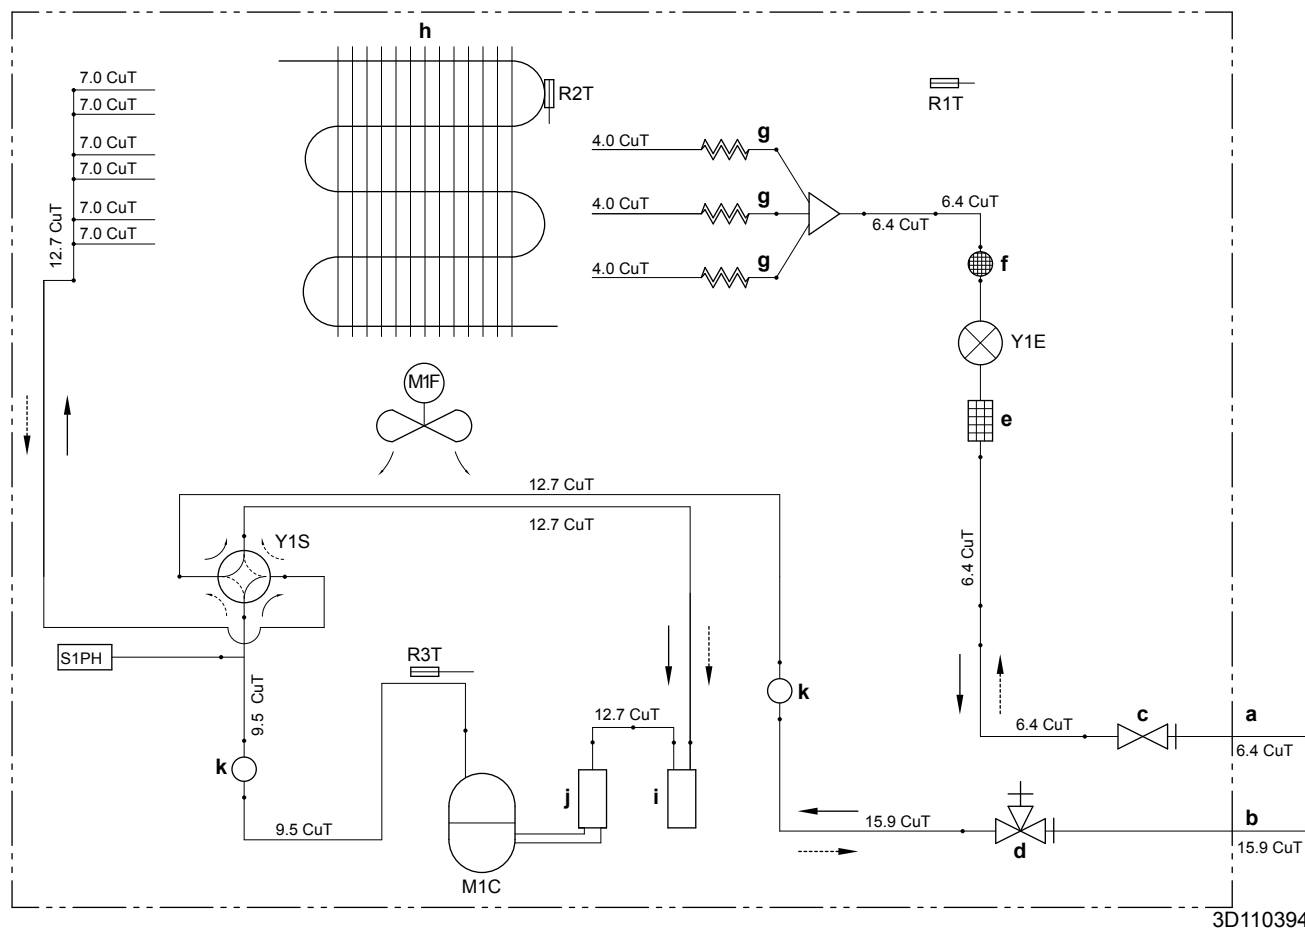 h
7.0 CuT
7.0 CuT
7.0 CuT
7.0 CuT
7.0 CuT
7.0 CuT
12.7 CuT
R2T
R1T
4.0 CuT
g
4.0 CuT
g
4.0 CuT
g
6.4 CuT
6.4 CuT
f
Y1E
e
M1F
12.7 CuT
12.7 CuT
Y1S
6.4 CuT
S1PH
R3T
9.5 CuT
12.7 CuT
k
k
9.5 CuT
j
i
M1C
6.4 CuT
c
a
6.4 CuT
15.9 CuT
d
b
15.9 CuT
3D110394